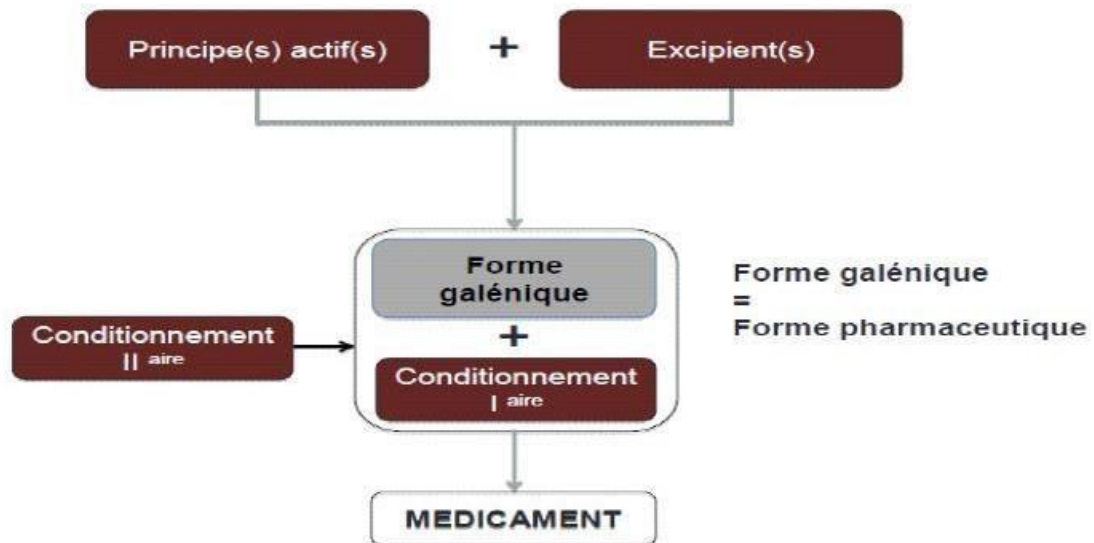 Principe(s) actif(s)
+
Excipient(s)
Forme
galénique
+
Conditionnement
I aire
Conditionnement
II aire
Forme galénique
=
Forme pharmaceutique
MEDICAMENT